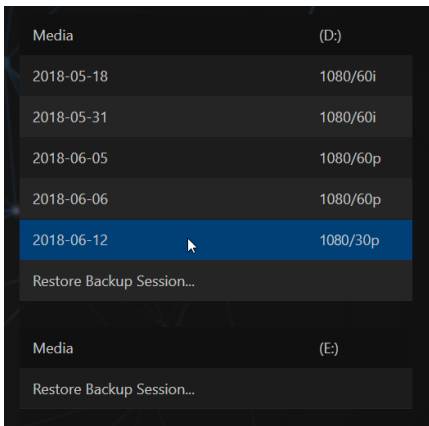 Media (D:)
2018-05-18 1080/60i
2018-05-31 1080/60i
2018-06-05 1080/60p
2018-06-06 1080/60p
2018-06-12 1080/30p
Restore Backup Session...
Media (E:)
Restore Backup Session...